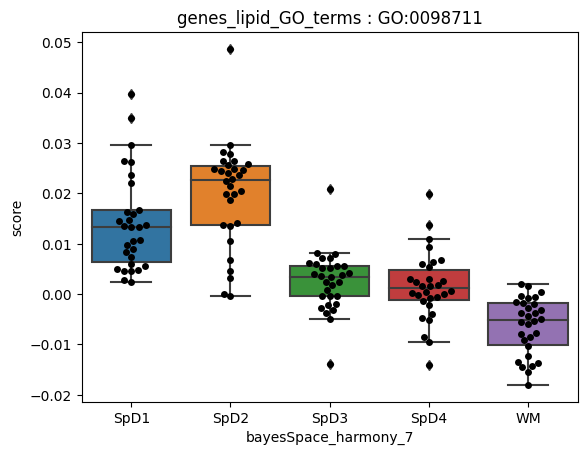 genes_lipid_GO_terms : GO:0098711
0.05
0.04
0.03
0.02
0.01
0.00
−0.01
−0.02
score
SpD1 SpD2 SpD3 SpD4 WM
bayesSpace_harmony_7